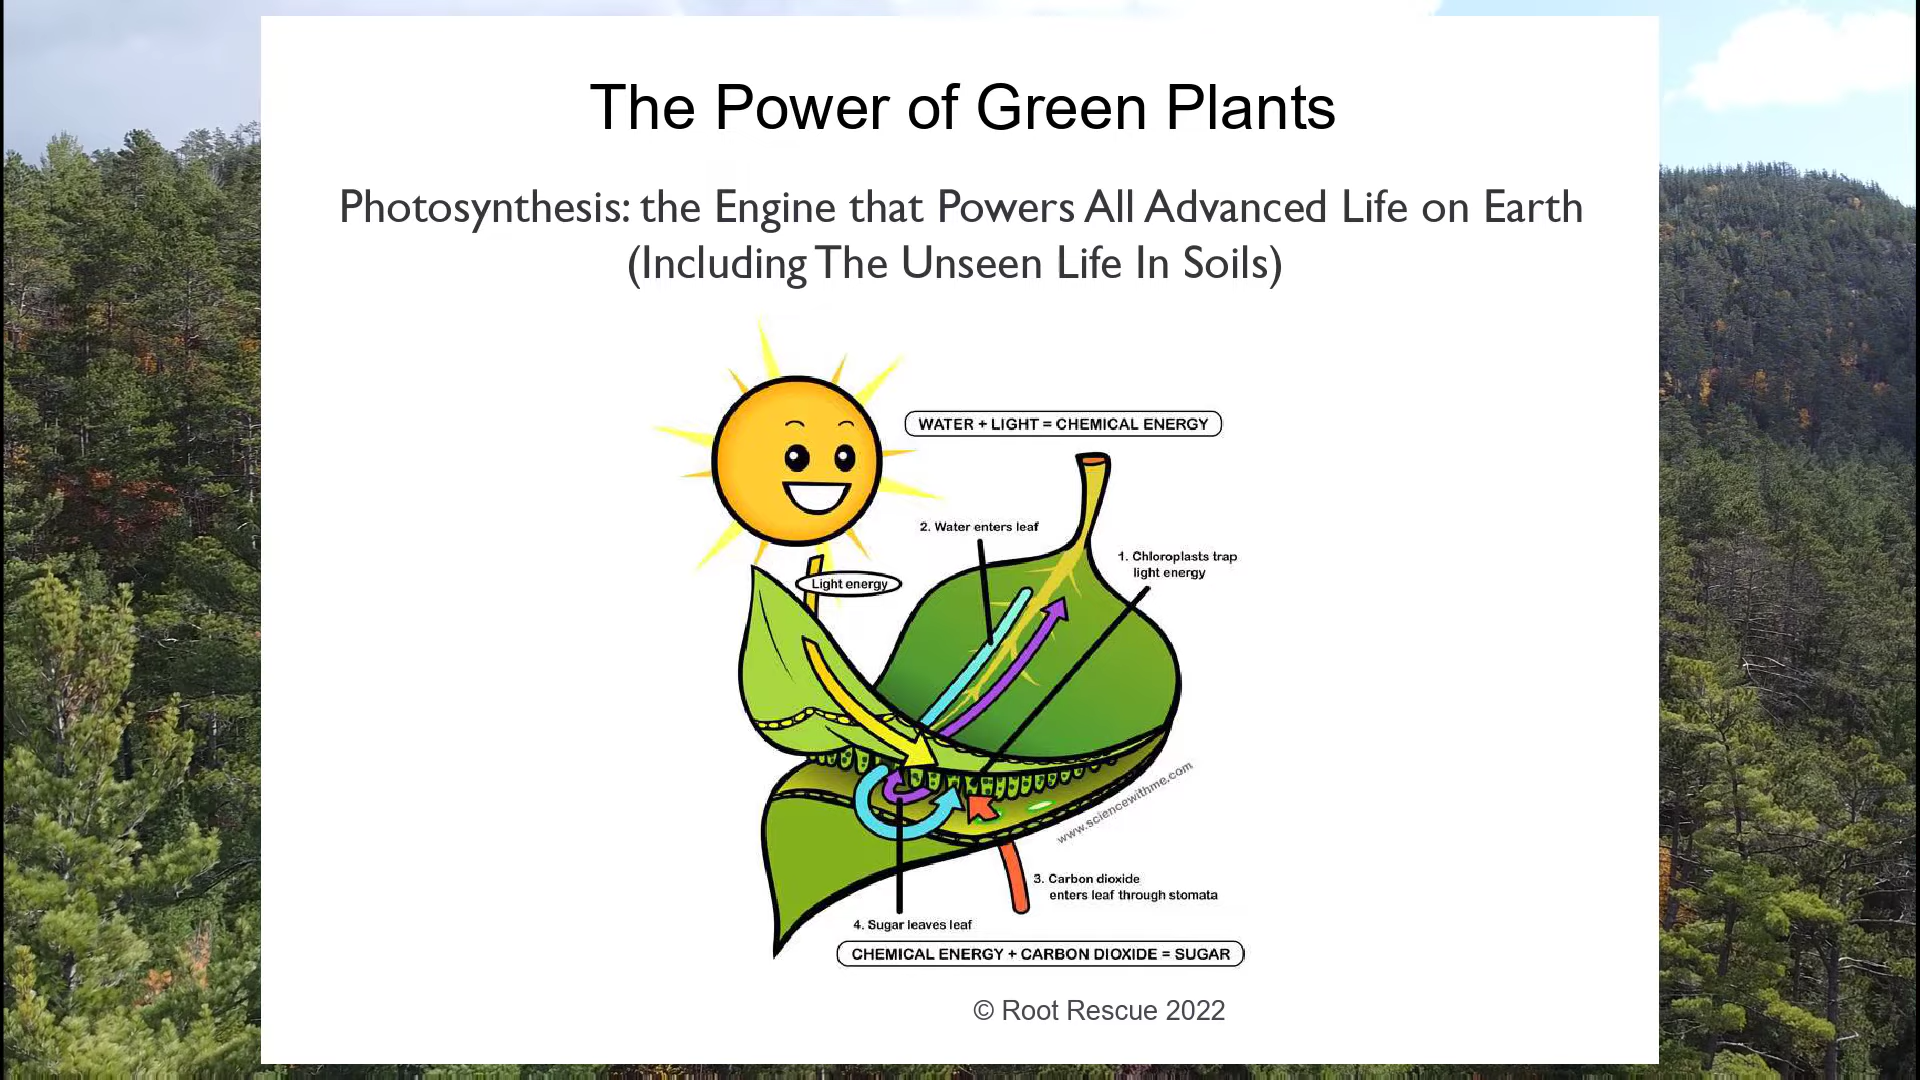 The Power of Green Plants
Photosynthesis: the Engine that Powers All Advanced Life on Earth
(Including The Unseen Life In Soils)
WATER + LIGHT = CHEMICAL ENERGY
2. Water enters leaf
1. Chloroplasts trap
light energy
Light energy
www.sciencewithme.com
3. Carbon dioxide
enters leaf through stomata
4. Sugar leaves leaf
CHEMICAL ENERGY + CARBON DIOXIDE = SUGAR
© Root Rescue 2022